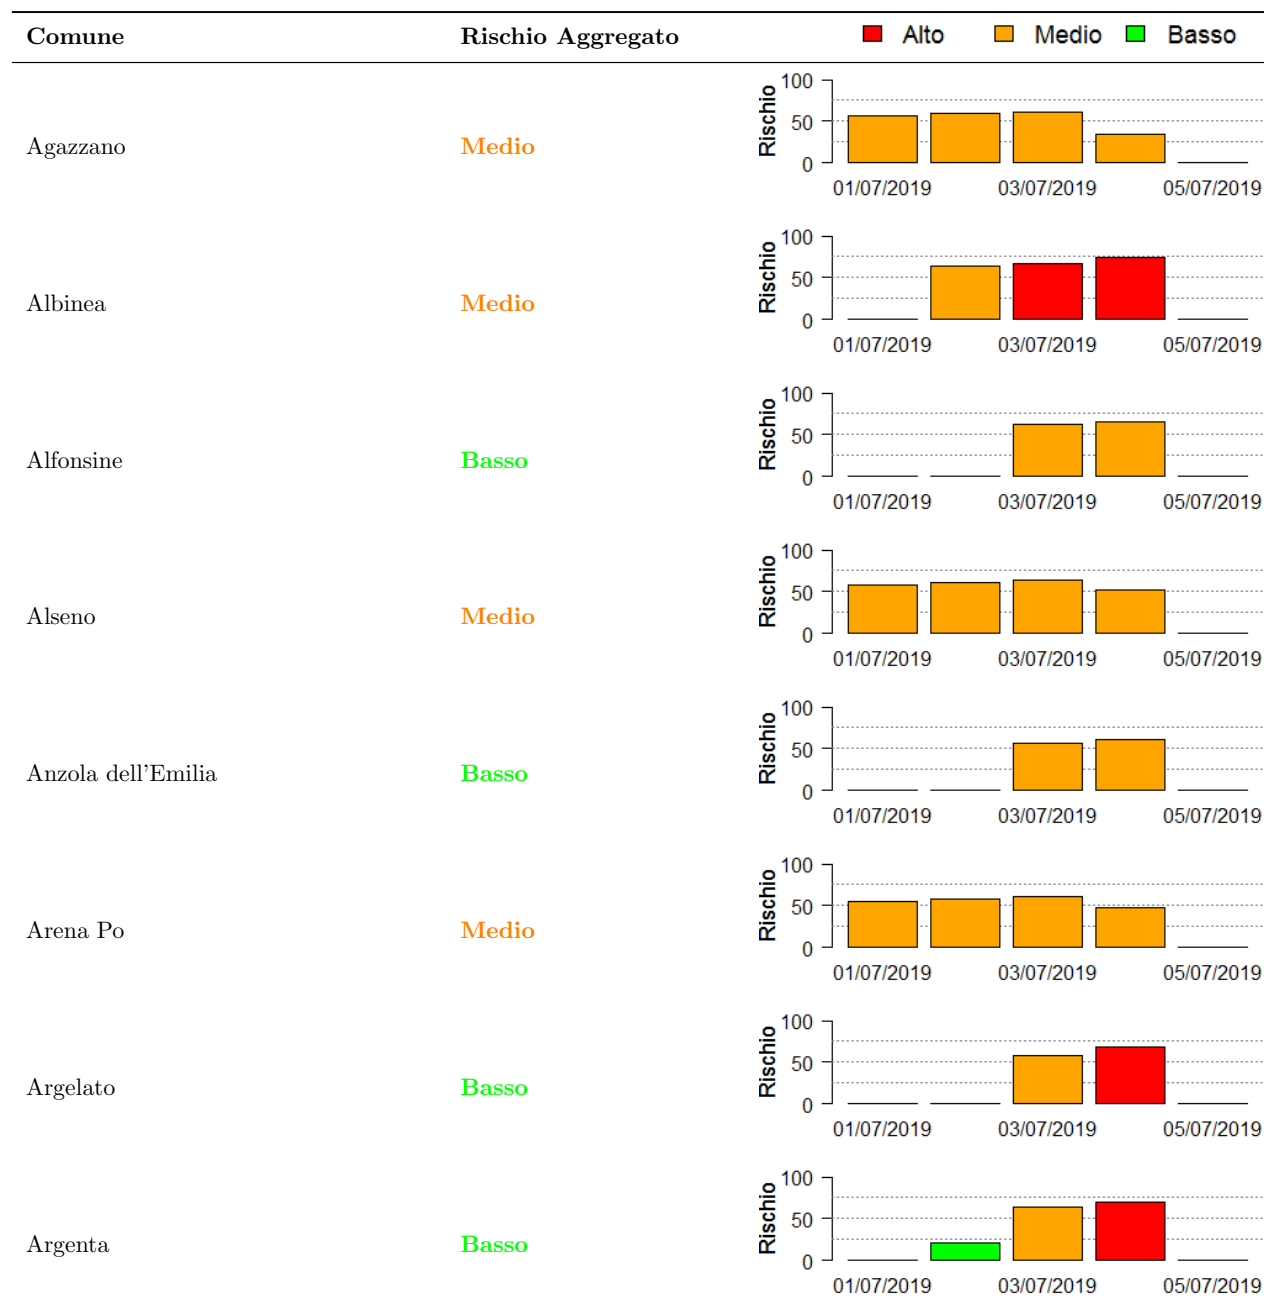 Comune Rischio Aggregato Alto Medio Basso
100
Rischio
50
Agazzano Medio
0
01/07/2019 03/07/2019 05/07/2019
100
Rischio
50
Albinea Medio
0
01/07/2019 03/07/2019 05/07/2019
100
Rischio
50
Alfonsine Basso
0
01/07/2019 03/07/2019 05/07/2019
100
Rischio
50
Alseno Medio
0
01/07/2019 03/07/2019 05/07/2019
100
Rischio
50
Anzola dell'Emilia Basso
0
01/07/2019 03/07/2019 05/07/2019
100
Rischio
50
Arena Po Medio
0
01/07/2019 03/07/2019 05/07/2019
100
Rischio
50
Argelato Basso
0
01/07/2019 03/07/2019 05/07/2019
100
Rischio
50
Argenta Basso
0
01/07/2019 03/07/2019 05/07/2019